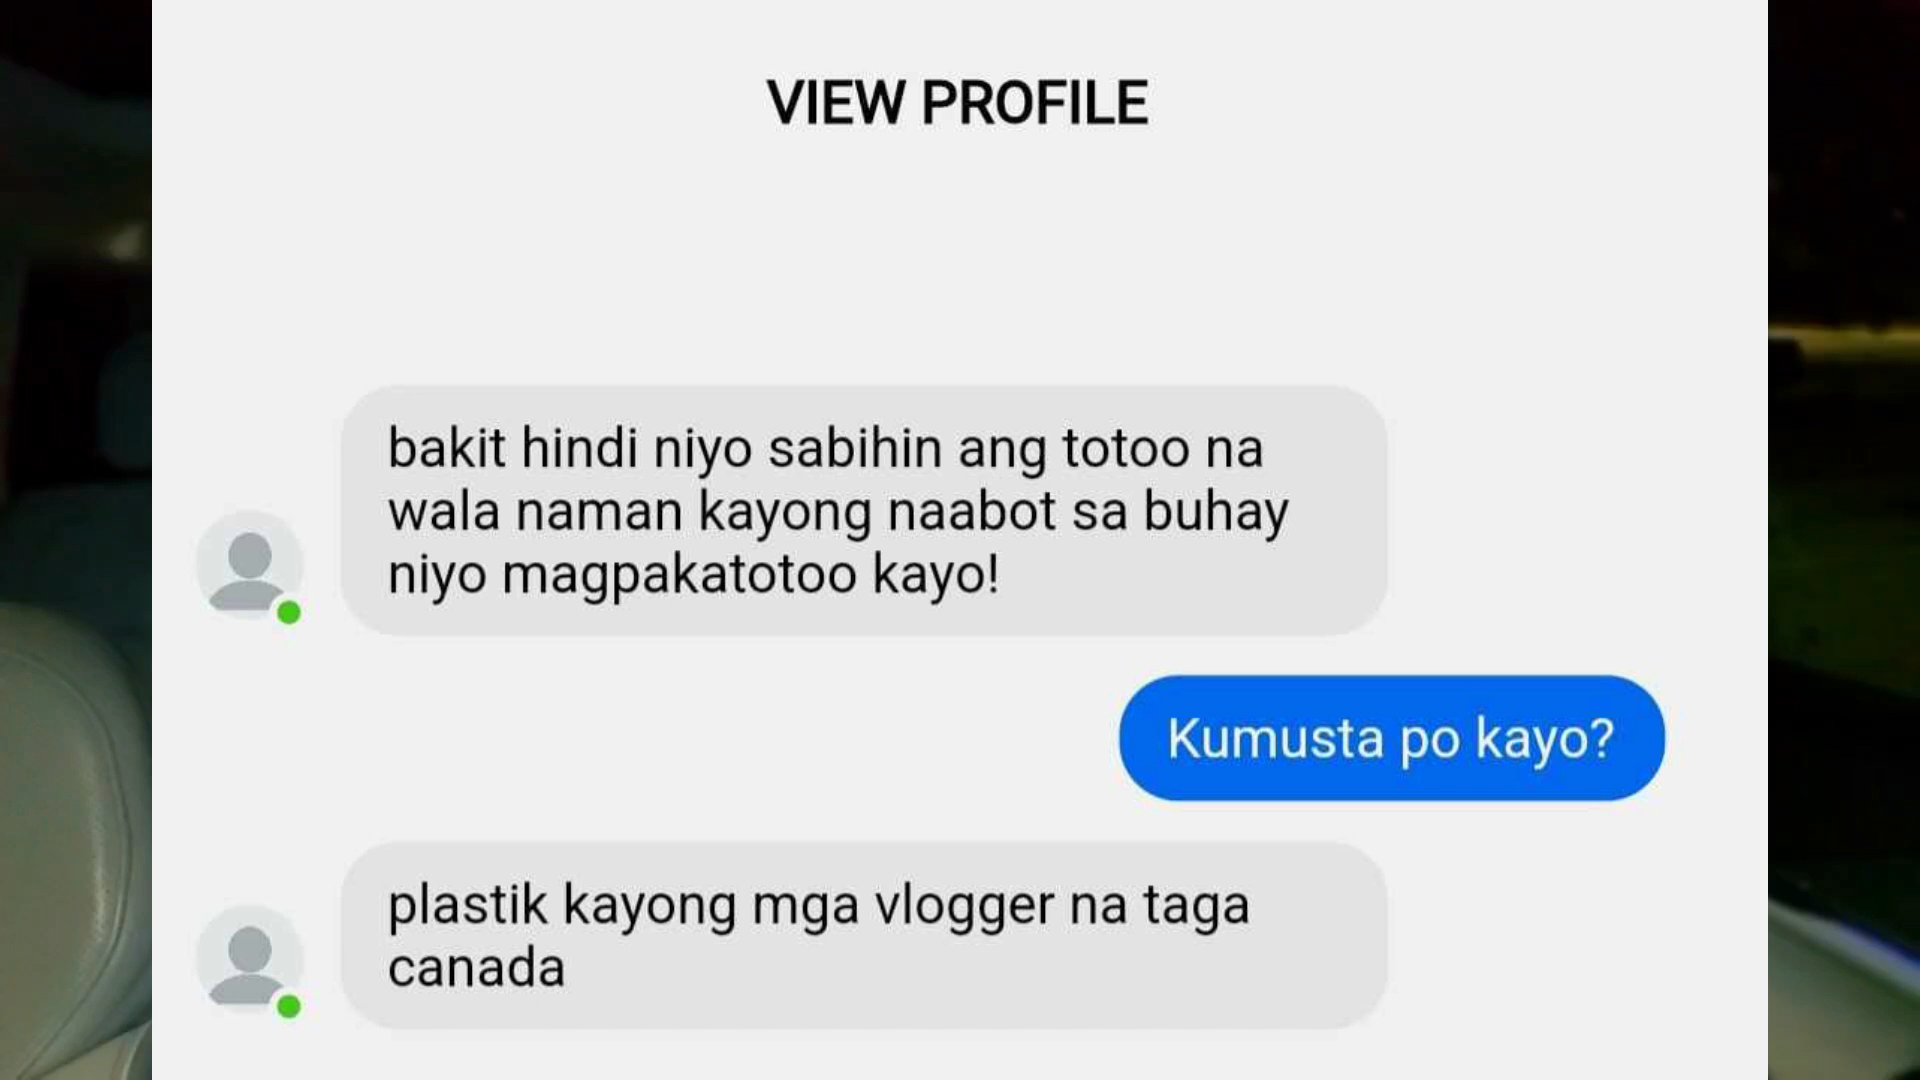 VIEW PROFILE
bakit hindi niyo sabihin ang totoo na
wala naman kayong naabot sa buhay
niyo magpakatotoo kayo!
Kumusta po kayo?
plastik kayong mga vlogger na taga
canada